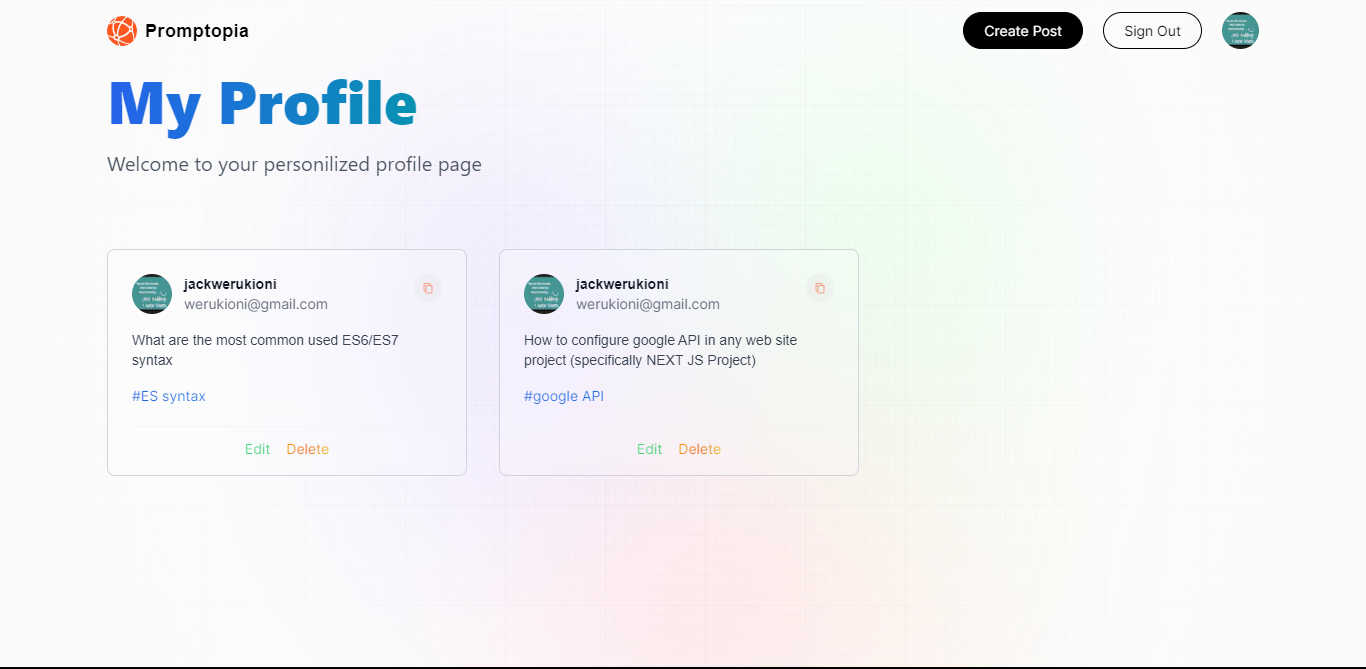 Promptopia
Create Post
Sign Out
My Profile
Welcome to your personilized profile page
jackwerukioni
werukioni@gmail.com
What are the most common used ES6/ES7
syntax
#ES syntax
Edit Delete
jackwerukioni
werukioni@gmail.com
How to configure google API in any web site
project (specifically NEXT JS Project)
#google API
Edit Delete